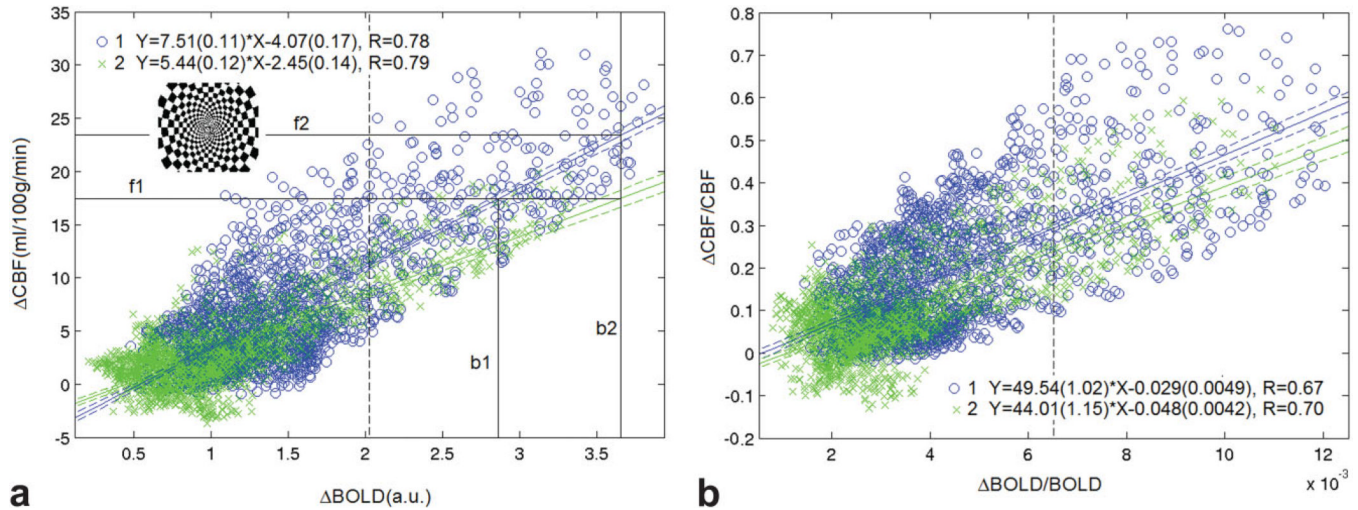 1 Y=7.51(0.11)*X-4.07(0.17), R=0.78
2 Y=5.44(0.12)*X-2.45(0.14), R=0.79
f2
f1
b2
b1
35
30
25
20
15
10
5
0
-5
ΔCBF(ml/100g/min)
0.5 1 1.5 2 2.5 3 3.5
ΔBOLD(a.u.)
a
0.8
0.7
0.6
0.5
0.4
0.3
0.2
0.1
0
-0.1
-0.2
ΔCBF/CBF
1 Y=49.54(1.02)*X-0.029(0.0049), R=0.67
2 Y=44.01(1.15)*X-0.048(0.0042), R=0.70
2 4 6 8 10 12
x 10⁻³
ΔBOLD/BOLD
b